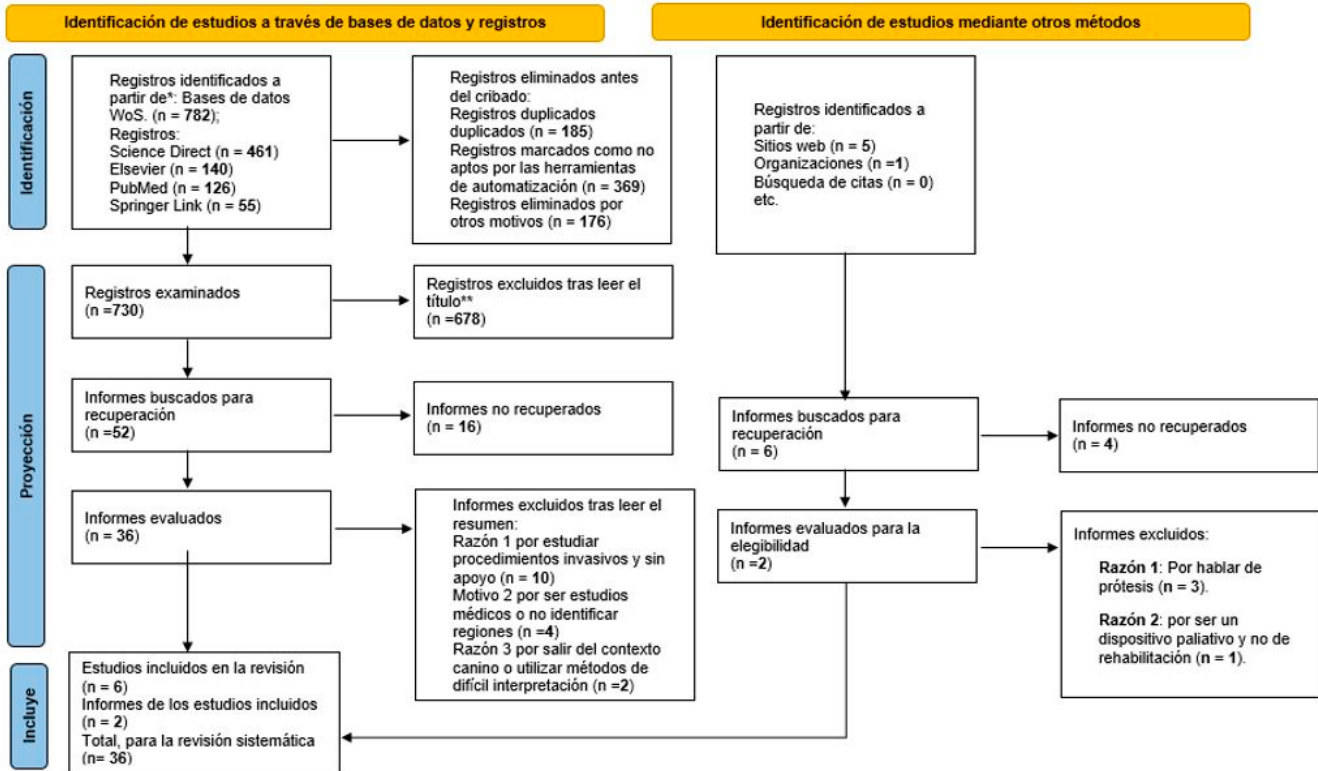 Identificación de estudios a través de bases de datos y registros
Identificación de estudios mediante otros métodos
Identificación
Registros identificados a
partir de*: Bases de datos
WoS. (n = 782);
Registros:
Science Direct (n = 461)
Elsevier (n = 140)
PubMed (n = 126)
Springer Link (n = 55)
Registros eliminados antes
del cribado:
Registros duplicados
duplicados (n = 185)
Registros marcados como no
aptos por las herramientas
de automatización (n = 369)
Registros eliminados por
otros motivos (n = 176)
Registros identificados a
partir de:
Sitios web (n = 5)
Organizaciones (n =1)
Búsqueda de citas (n = 0)
etc.
Proyección
Registros examinados
(n =730)
Registros excluidos tras leer el
título**
(n =678)
Informes buscados para
recuperación
(n =52)
Informes no recuperados
(n = 16)
Informes buscados para
recuperación
(n = 6)
Informes no recuperados
(n = 4)
Informes evaluados
(n = 36)
Informes excluidos tras leer el
resumen:
Razón 1 por estudiar
procedimientos invasivos y sin
apoyo (n = 10)
Motivo 2 por ser estudios
médicos o no identificar
regiones (n =4)
Razón 3 por salir del contexto
canino o utilizar métodos de
difícil interpretación (n =2)
Informes evaluados para la
elegibilidad
(n =2)
Informes excluidos:
Razón 1: Por hablar de
prótesis (n = 3).
Razón 2: por ser un
dispositivo paliativo y no de
rehabilitación (n = 1).
Incluye
Estudios incluidos en la revisión
(n = 6)
Informes de los estudios incluidos
(n = 2)
Total, para la revisión sistemática
(n= 36)